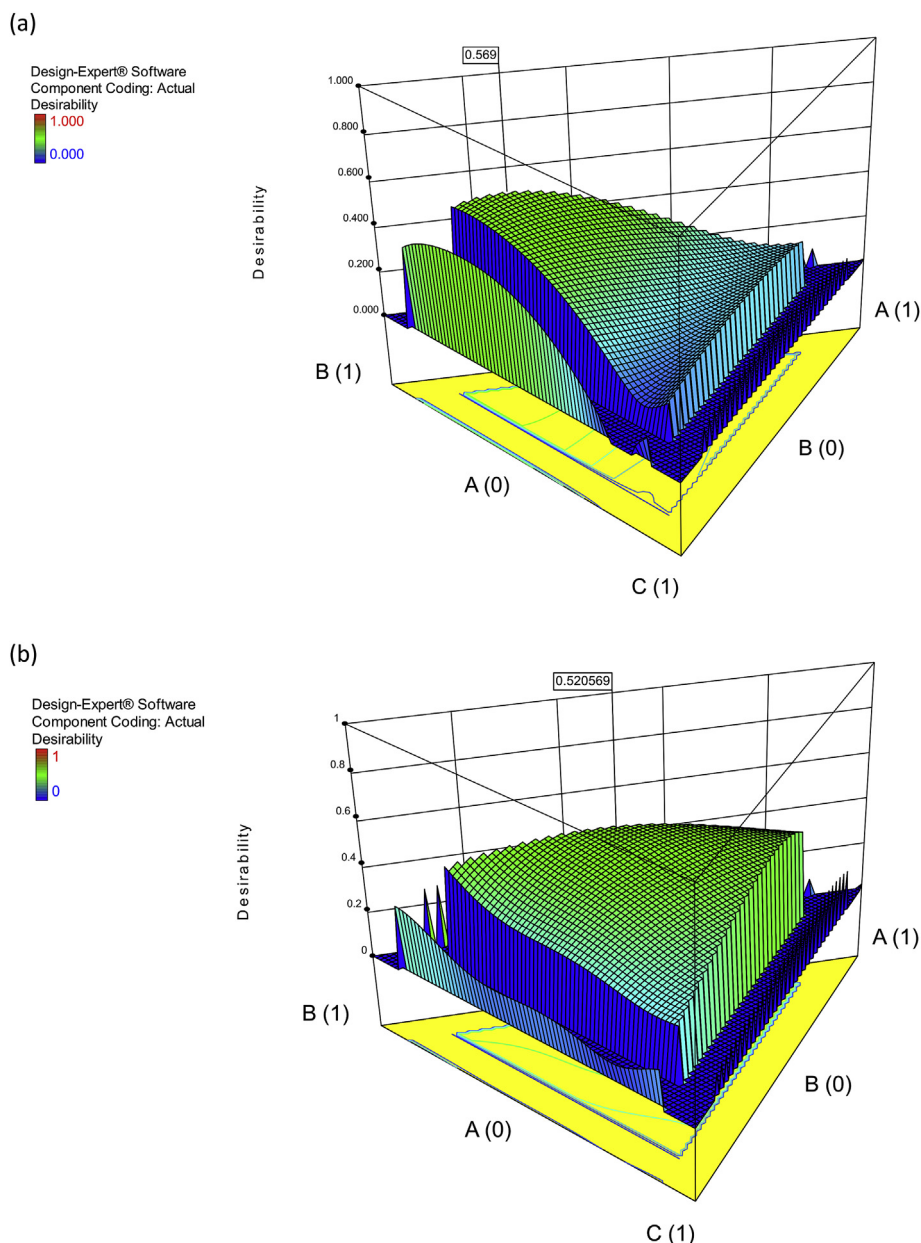 (a)
0.569
Design-Expert® Software
Component Coding: Actual
Desirability
1.000
0.000
1.000
0.800
0.600
0.400
0.200
0.000
Desirability
A (1)
B (1)
B (0)
A (0)
C (1)
(b)
0.520569
Design-Expert® Software
Component Coding: Actual
Desirability
1
0
1
0.8
0.6
0.4
0.2
0
Desirability
A (1)
B (1)
B (0)
A (0)
C (1)